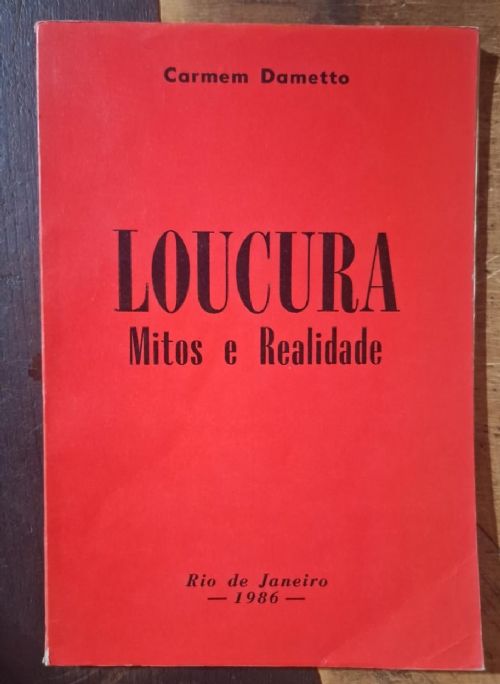 Carmem Dametto
LOUCURA
Mitos e Realidade
Rio de Janeiro
— 1986 —